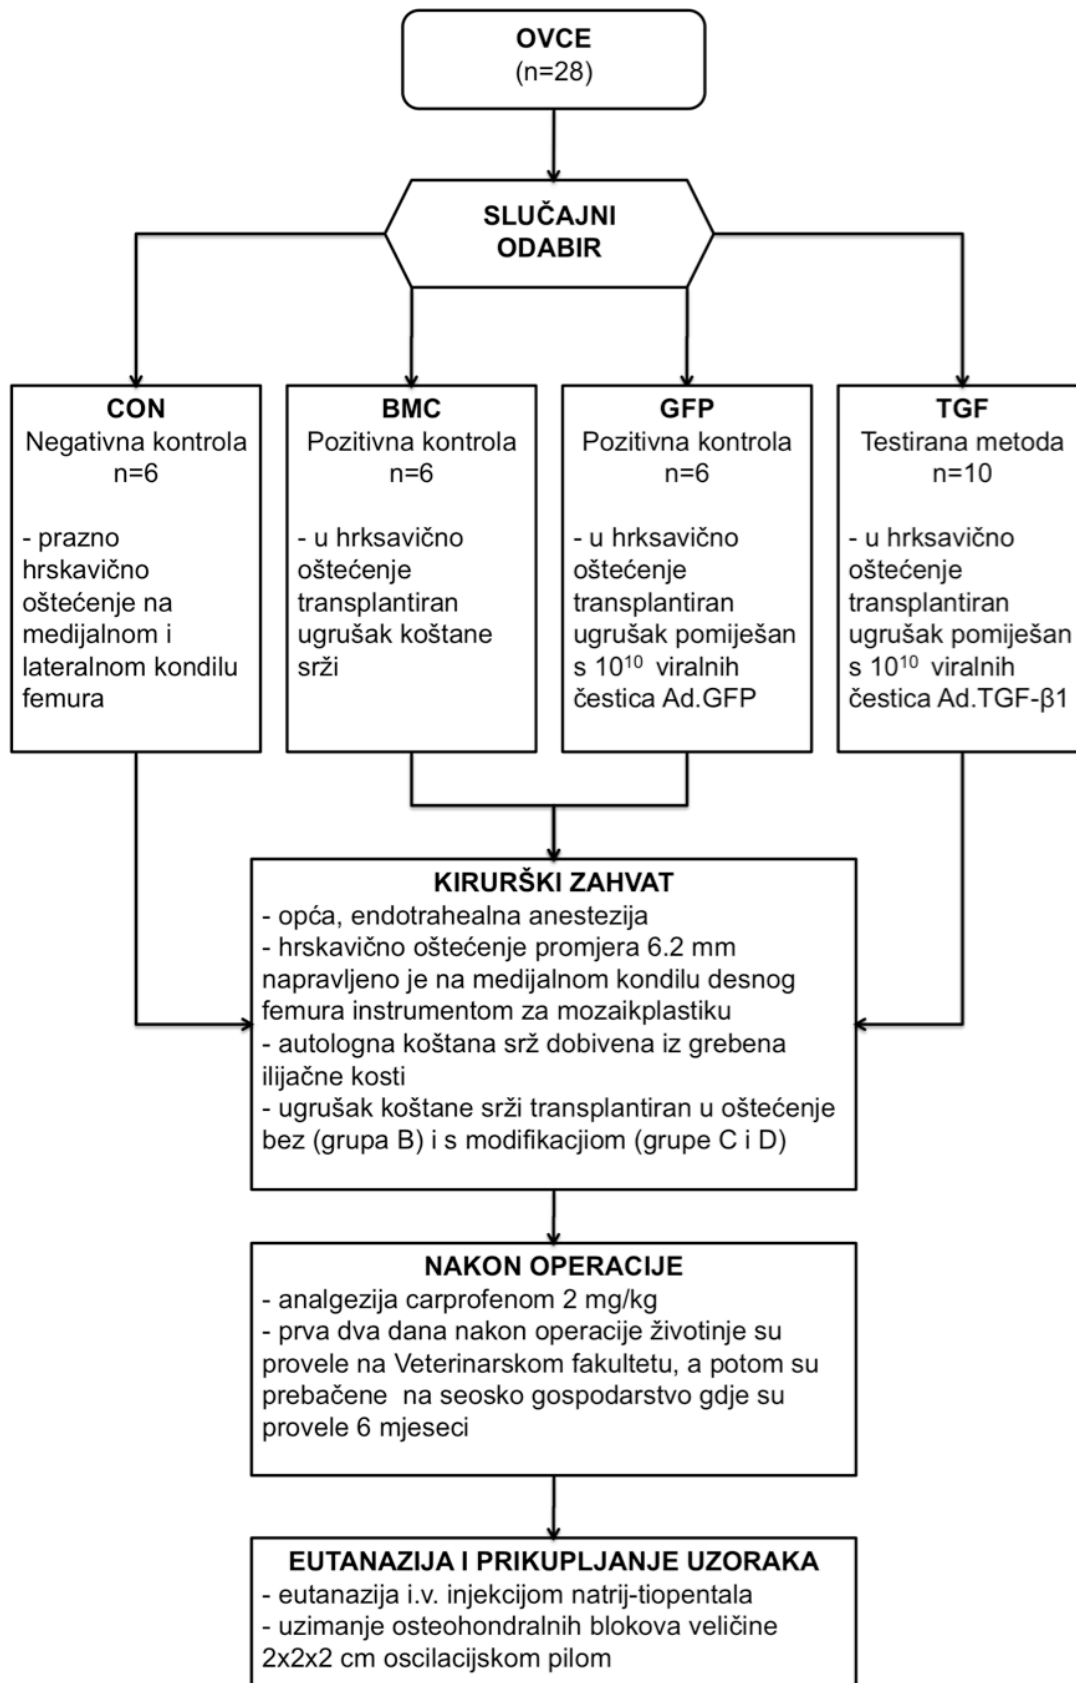 OVCE
(n=28)
SLUČAJNI
ODABIR
CON
Negativna kontrola
n=6
- prazno
hrskavično
oštećenje na
medijalnom i
lateralnom kondilu
femura
BMC
Pozitivna kontrola
n=6
- u hrksavično
oštećenje
transplantiran
ugrušak koštane
srži
GFP
Pozitivna kontrola
n=6
- u hrksavično
oštećenje
transplantiran
ugrušak pomiješan
s 10¹⁰ viralnih
čestica Ad.GFP
TGF
Testirana metoda
n=10
- u hrksavično
oštećenje
transplantiran
ugrušak pomiješan
s 10¹⁰ viralnih
čestica Ad.TGF-β1
KIRURŠKI ZAHVAT
- opća, endotrahealna anestezija
- hrskavično oštećenje promjera 6.2 mm
napravljeno je na medijalnom kondilu desnog
femura instrumentom za mozaikplastiku
- autologna koštana srž dobivena iz grebena
ilijačne kosti
- ugrušak koštane srži transplantiran u oštećenje
bez (grupa B) i s modifikacjiom (grupe C i D)
NAKON OPERACIJE
- analgezija carprofenom 2 mg/kg
- prva dva dana nakon operacije životinje su
provele na Veterinarskom fakultetu, a potom su
prebačene na seosko gospodarstvo gdje su
provele 6 mjeseci
EUTANAZIJA I PRIKUPLJANJE UZORAKA
- eutanazija i.v. injekcijom natrij-tiopentala
- uzimanje osteohondralnih blokova veličine
2x2x2 cm oscilacijskom pilom